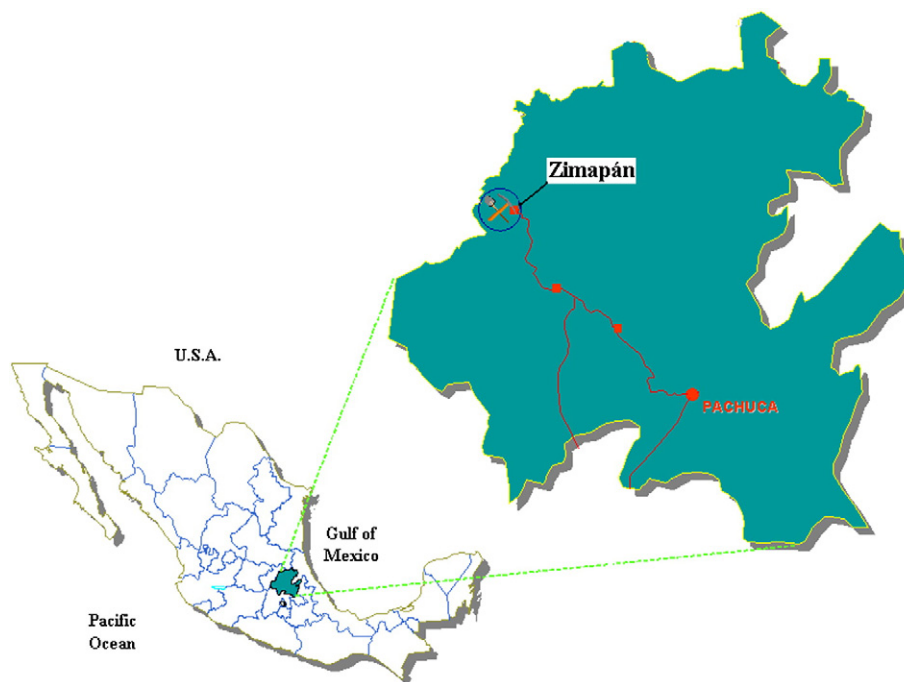 Zimapán
PACHUCA
U.S.A.
Gulf of
Mexico
Pacific
Ocean